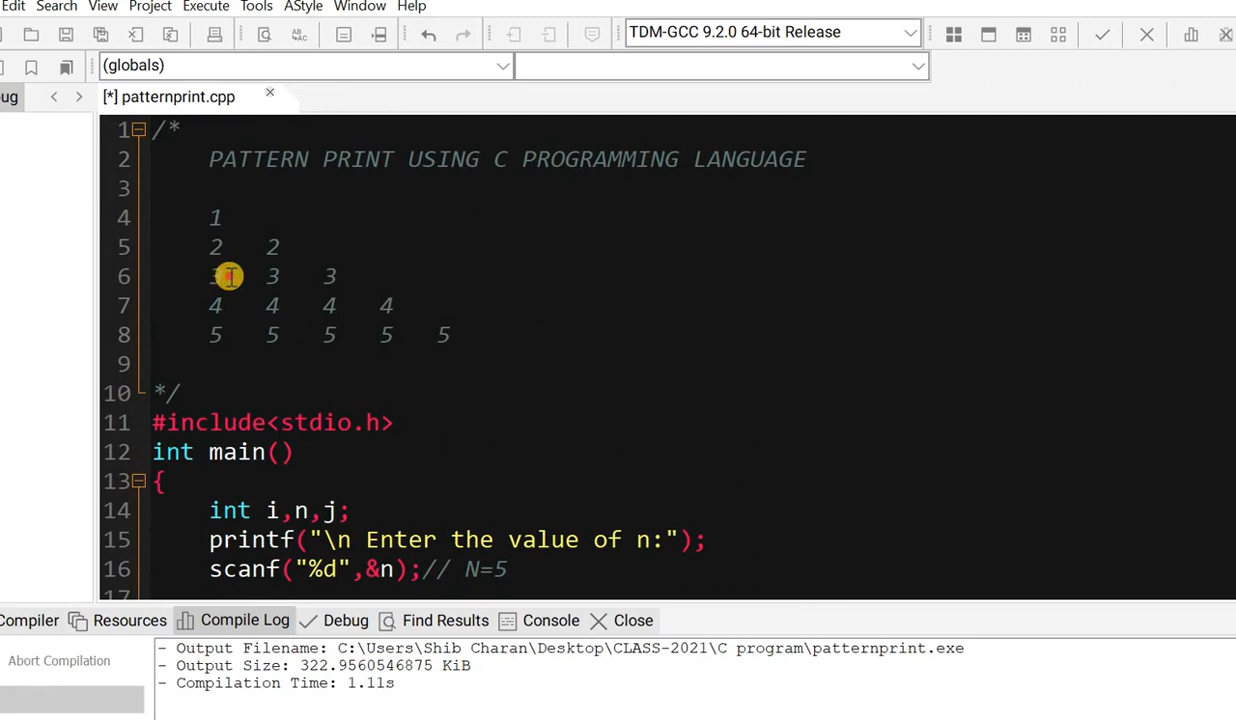 Edit Search View Project Execute Tools AStyle Window Help
TDM-GCC 9.2.0 64-bit Release
(globals)
[*] patternprint.cpp
1 /*
2 PATTERN PRINT USING C PROGRAMMING LANGUAGE
3
4 1
5 2 2
6 3 3 3
7 4 4 4 4
8 5 5 5 5 5
9
10 */
11 #include<stdio.h>
12 int main()
13 {
14 int i,n,j;
15 printf("\n Enter the value of n:");
16 scanf("%d",&n);// N=5
17
Compiler Resources Compile Log Debug Find Results Console Close
Abort Compilation
- Output Filename: C:\Users\Shib Charan\Desktop\CLASS-2021\C program\patternprint.exe
- Output Size: 322.9560546875 KiB
- Compilation Time: 1.11s